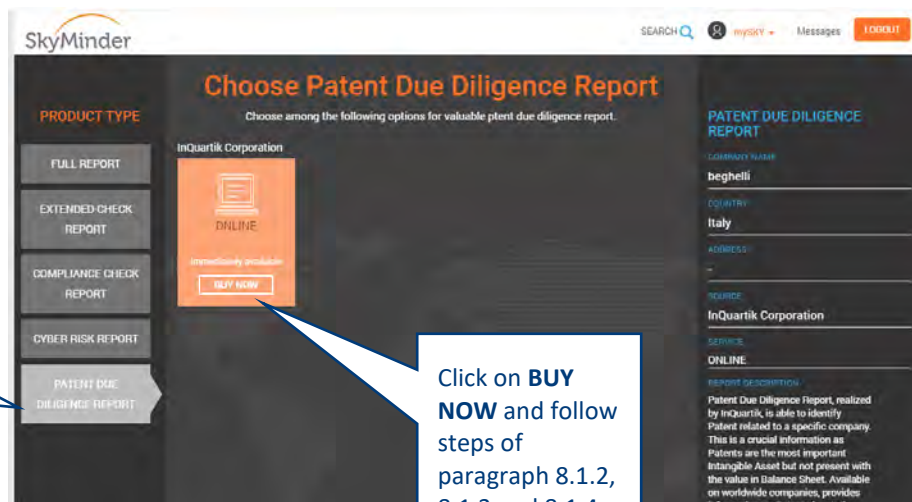 SkyMinder
SEARCH
mySKY
Messages
LOGOUT
Choose Patent Due Diligence Report
Choose among the following options for valuable ptent due diligence report.
PRODUCT TYPE
FULL REPORT
EXTENDED CHECK
REPORT
COMPLIANCE CHECK
REPORT
CYBER RISK REPORT
PATENT DUE
DILIGENCE REPORT
InQuartik Corporation
ONLINE
Immediately available
BUY NOW
Click on BUY
NOW and follow
steps of
paragraph 8.1.2,
PATENT DUE DILIGENCE
REPORT
COMPANY NAME
beghelli
COUNTRY
Italy
ADDRESS
-
SOURCE
InQuartik Corporation
SERVICE
ONLINE
REPORT DESCRIPTION
Patent Due Diligence Report, realized
by InQuartik, is able to identify
Patent related to a specific company.
This is a crucial information as
Patents are the most important
Intangible Asset but not present with
the value in Balance Sheet. Available
on worldwide companies, provides